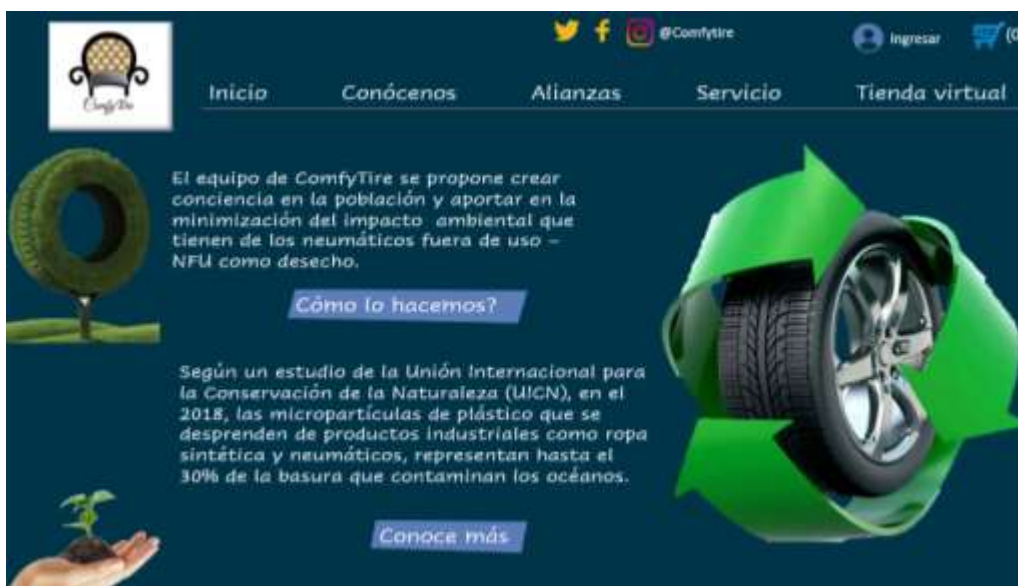 @Comfytire
Ingresar
(0
ComfyTire
Inicio Conócenos Alianzas Servicio Tienda virtual
El equipo de ComfyTire se propone crear
conciencia en la población y aportar en la
minimización del impacto ambiental que
tienen de los neumáticos fuera de uso –
NFU como desecho.
Cómo lo hacemos?
Según un estudio de la Unión Internacional para
la Conservación de la Naturaleza (UICN), en el
2018, las micropartículas de plástico que se
desprenden de productos industriales como ropa
sintética y neumáticos, representan hasta el
30% de la basura que contaminan los océanos.
Conoce más